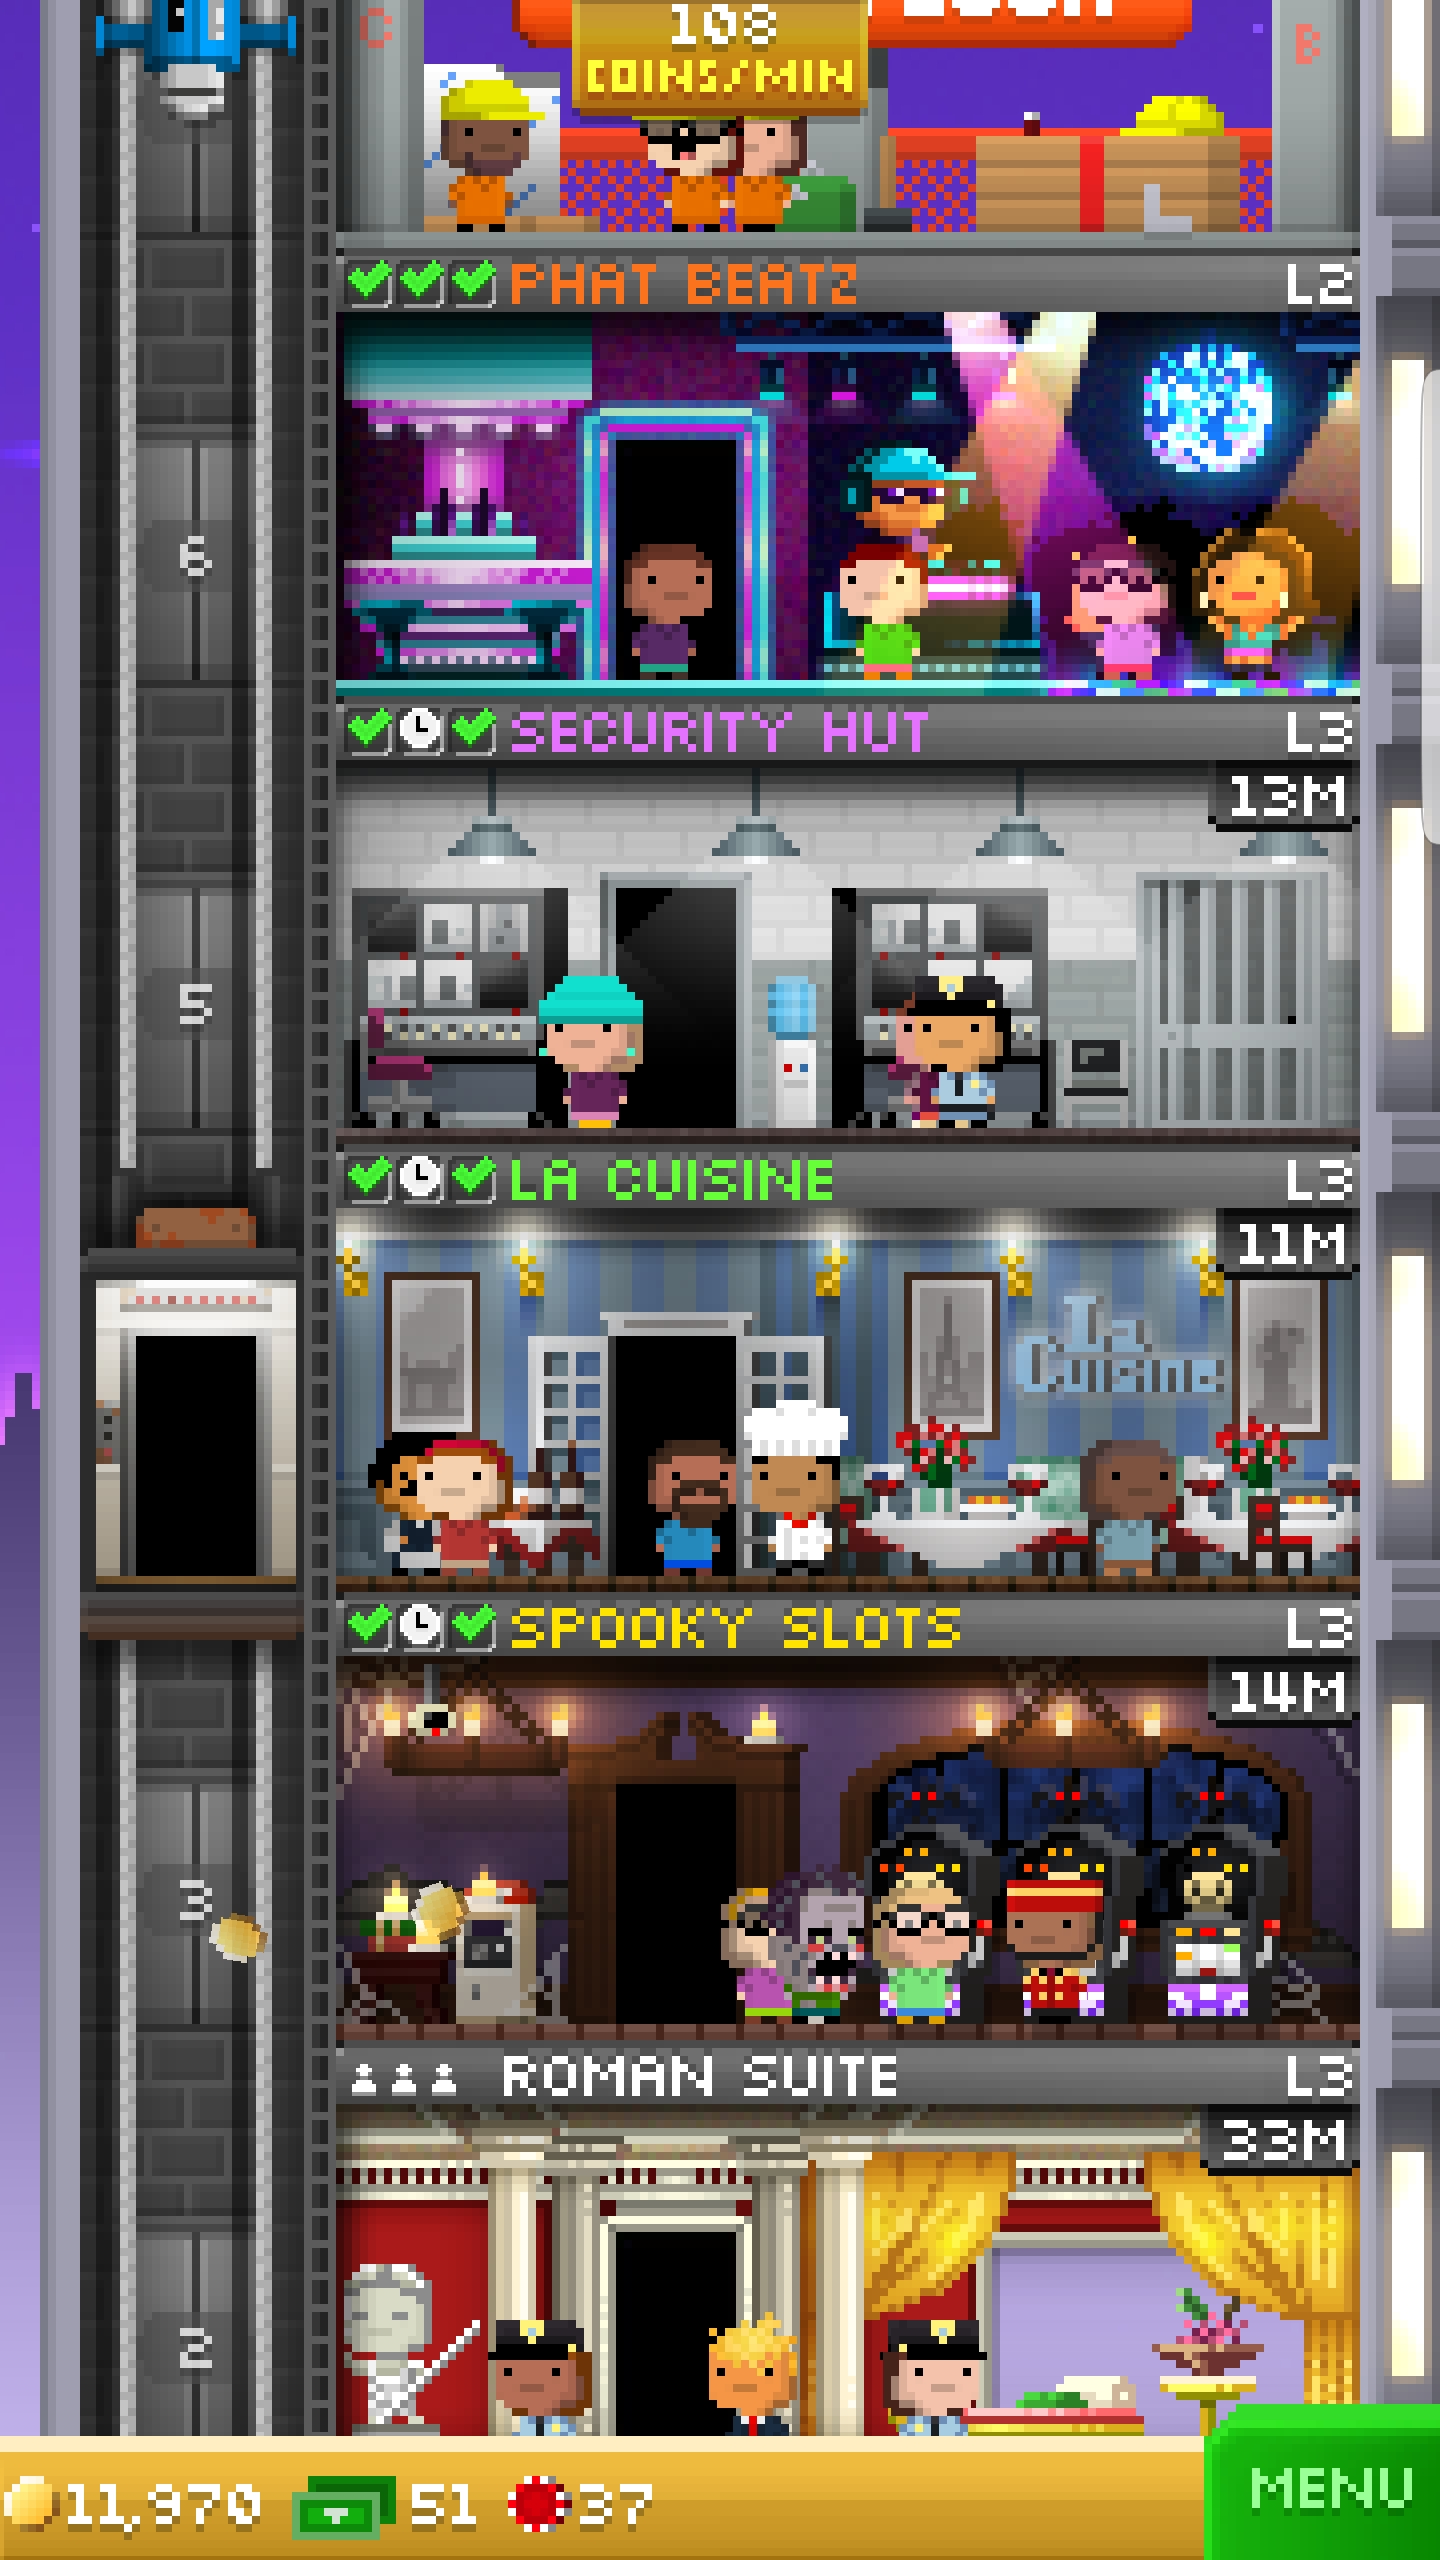 108
COINS/MIN
C
B
PHAT BEATZ L2
6
SECURITY HUT L3
13M
5
LA CUISINE L3
11M
La
Cuisine
SPOOKY SLOTS L3
14M
3
ROMAN SUITE L3
33M
2
11,970 51 37
MENU